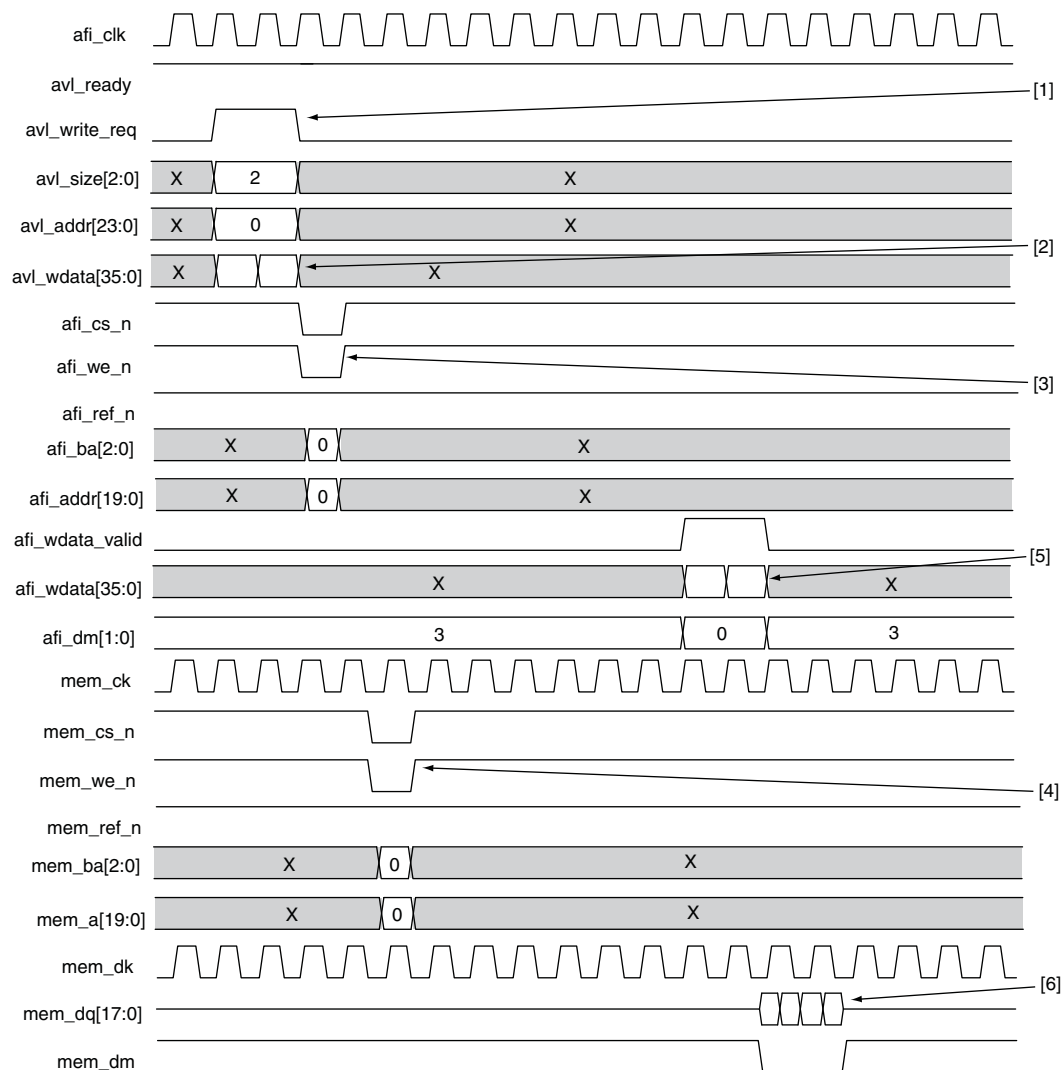 afi_clk
avl_ready
[1]
avl_write_req
avl_size[2:0] X 2 X
avl_addr[23:0] X 0 X
[2]
avl_wdata[35:0] X X
afi_cs_n
afi_we_n
[3]
afi_ref_n
afi_ba[2:0] X 0 X
afi_addr[19:0] X 0 X
afi_wdata_valid
[5]
afi_wdata[35:0] X X
afi_dm[1:0] 3 0 3
mem_ck
mem_cs_n
mem_we_n
[4]
mem_ref_n
mem_ba[2:0] X 0 X
mem_a[19:0] X 0 X
mem_dk
[6]
mem_dq[17:0]
mem_dm